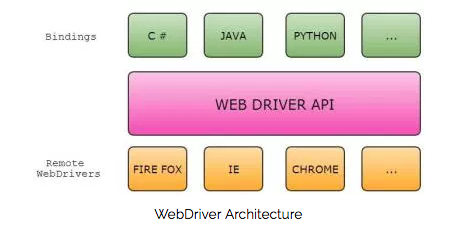 Bindings
C #
JAVA
PYTHON
...
WEB DRIVER API
Remote
WebDrivers
FIRE FOX
IE
CHROME
...
WebDriver Architecture